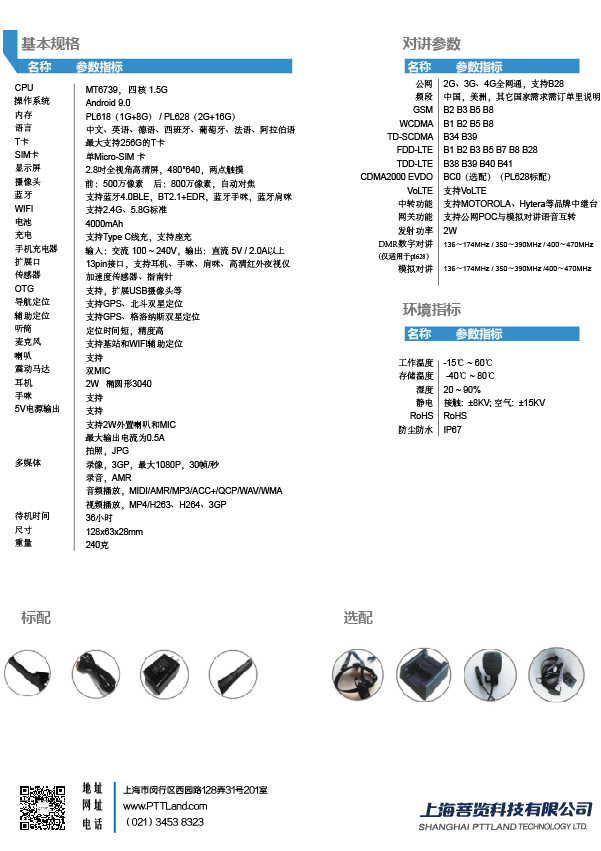 基本规格
名称 参数指标
CPU MT6739，四核 1.5G
操作系统 Android 9.0
内存 PL618（1G+8G）/ PL628（2G+16G）
语言 中文、英语、德语、西班牙、葡萄牙、法语、阿拉伯语
T卡 最大支持256G的T卡
SIM卡 单Micro-SIM 卡
显示屏 2.8吋全视角高清屏，480*640，两点触摸
摄像头 前：500万像素 后：800万像素，自动对焦
蓝牙 支持蓝牙4.0BLE，BT2.1+EDR，蓝牙手咪，蓝牙肩咪
WIFI 支持2.4G、5.8G标准
电池 4000mAh
充电 支持Type C线充，支持座充
手机充电器 输入：交流 100 ~ 240V，输出：直流 5V / 2.0A以上
扩展口 13pin接口，支持耳机、手咪、肩咪、高清红外夜视仪
传感器 加速度传感器、指南针
OTG 支持，扩展USB摄像头等
导航定位 支持GPS、北斗双星定位
辅助定位 支持GPS、格洛纳斯双星定位
听筒 定位时间短，精度高
麦克风 支持基站和WIFI辅助定位
喇叭 支持
震动马达 双MIC
耳机 2W 椭圆形3040
手咪 支持
5V电源输出 支持
支持2W外置喇叭和MIC
最大输出电流为0.5A
拍照，JPG
多媒体 录像，3GP，最大1080P，30帧/秒
录音，AMR
音频播放，MIDI/AMR/MP3/ACC+/QCP/WAV/WMA
视频播放，MP4/H263、H264、3GP
待机时间 36小时
尺寸 128x63x28mm
重量 240克
对讲参数
名称 参数指标
公网 2G、3G、4G全网通，支持B28
频段 中国，美洲，其它国家需求需订单里说明
GSM B2 B3 B5 B8
WCDMA B1 B2 B5 B8
TD-SCDMA B34 B39
FDD-LTE B1 B2 B3 B5 B7 B8 B28
TDD-LTE B38 B39 B40 B41
CDMA2000 EVDO BC0（选配）（PL628标配）
VoLTE 支持VoLTE
中转功能 支持MOTOROLA、Hytera等品牌中继台
网关功能 支持公网POC与模拟对讲语音互转
发射功率 2W
DMR数字对讲 136～174MHz / 350～390MHz / 400～470MHz
(仅适用于pl628)
模拟对讲 136～174MHz / 350～390MHz /400～470MHz
环境指标
名称 参数指标
工作温度 -15℃ ~ 60℃
存储温度 -40℃ ~ 80℃
湿度 20 ~ 90%
静电 接触: ±8KV; 空气: ±15KV
RoHS RoHS
防尘防水 IP67
标配
选配
地址 上海市闵行区西园路128弄31号201室
网址 www.PTTLand.com
电话 （021）3453 8323
上海菩览科技有限公司
SHANGHAI PTTLAND TECHNOLOGY LTD.